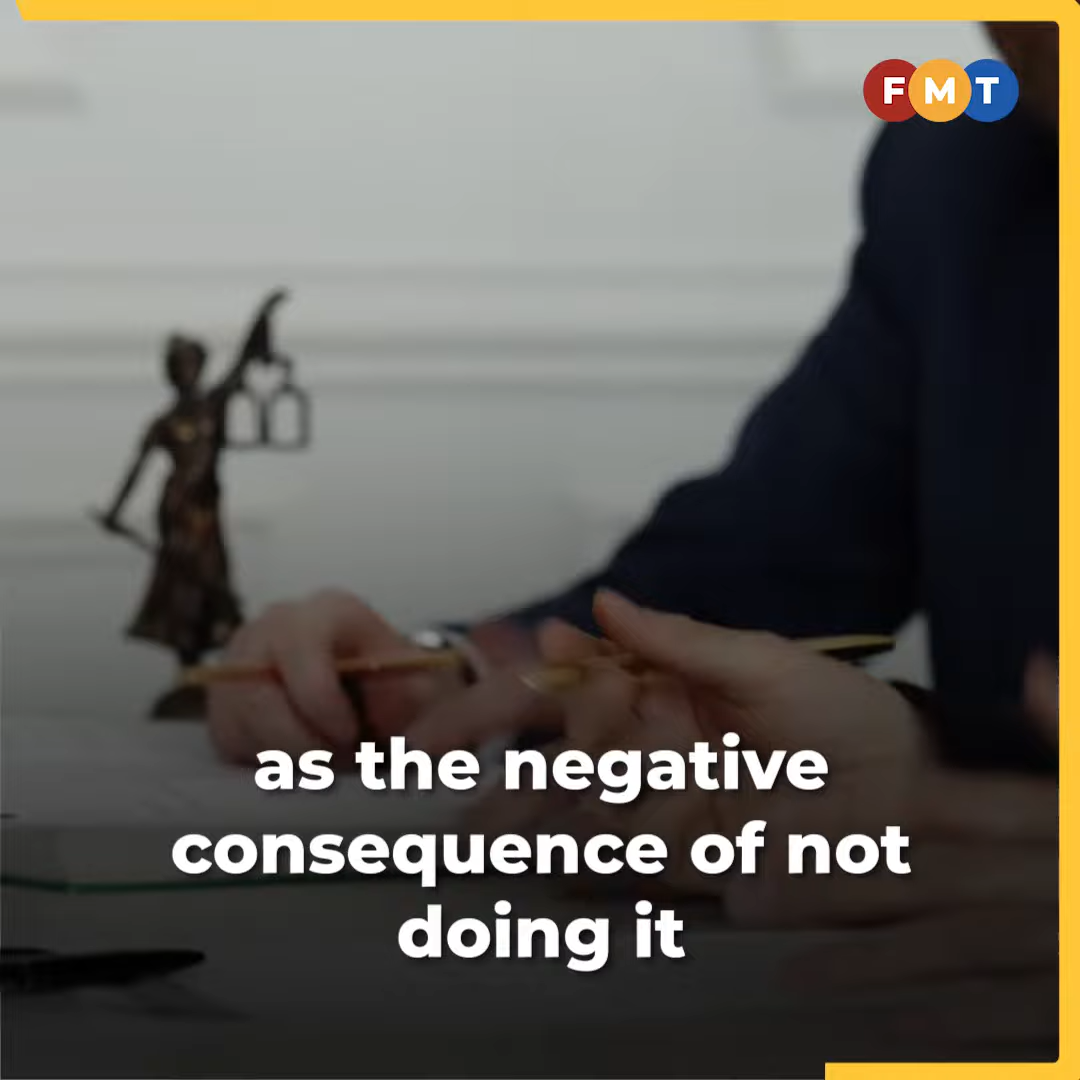 FMT
as the negative
consequence of not
doing it